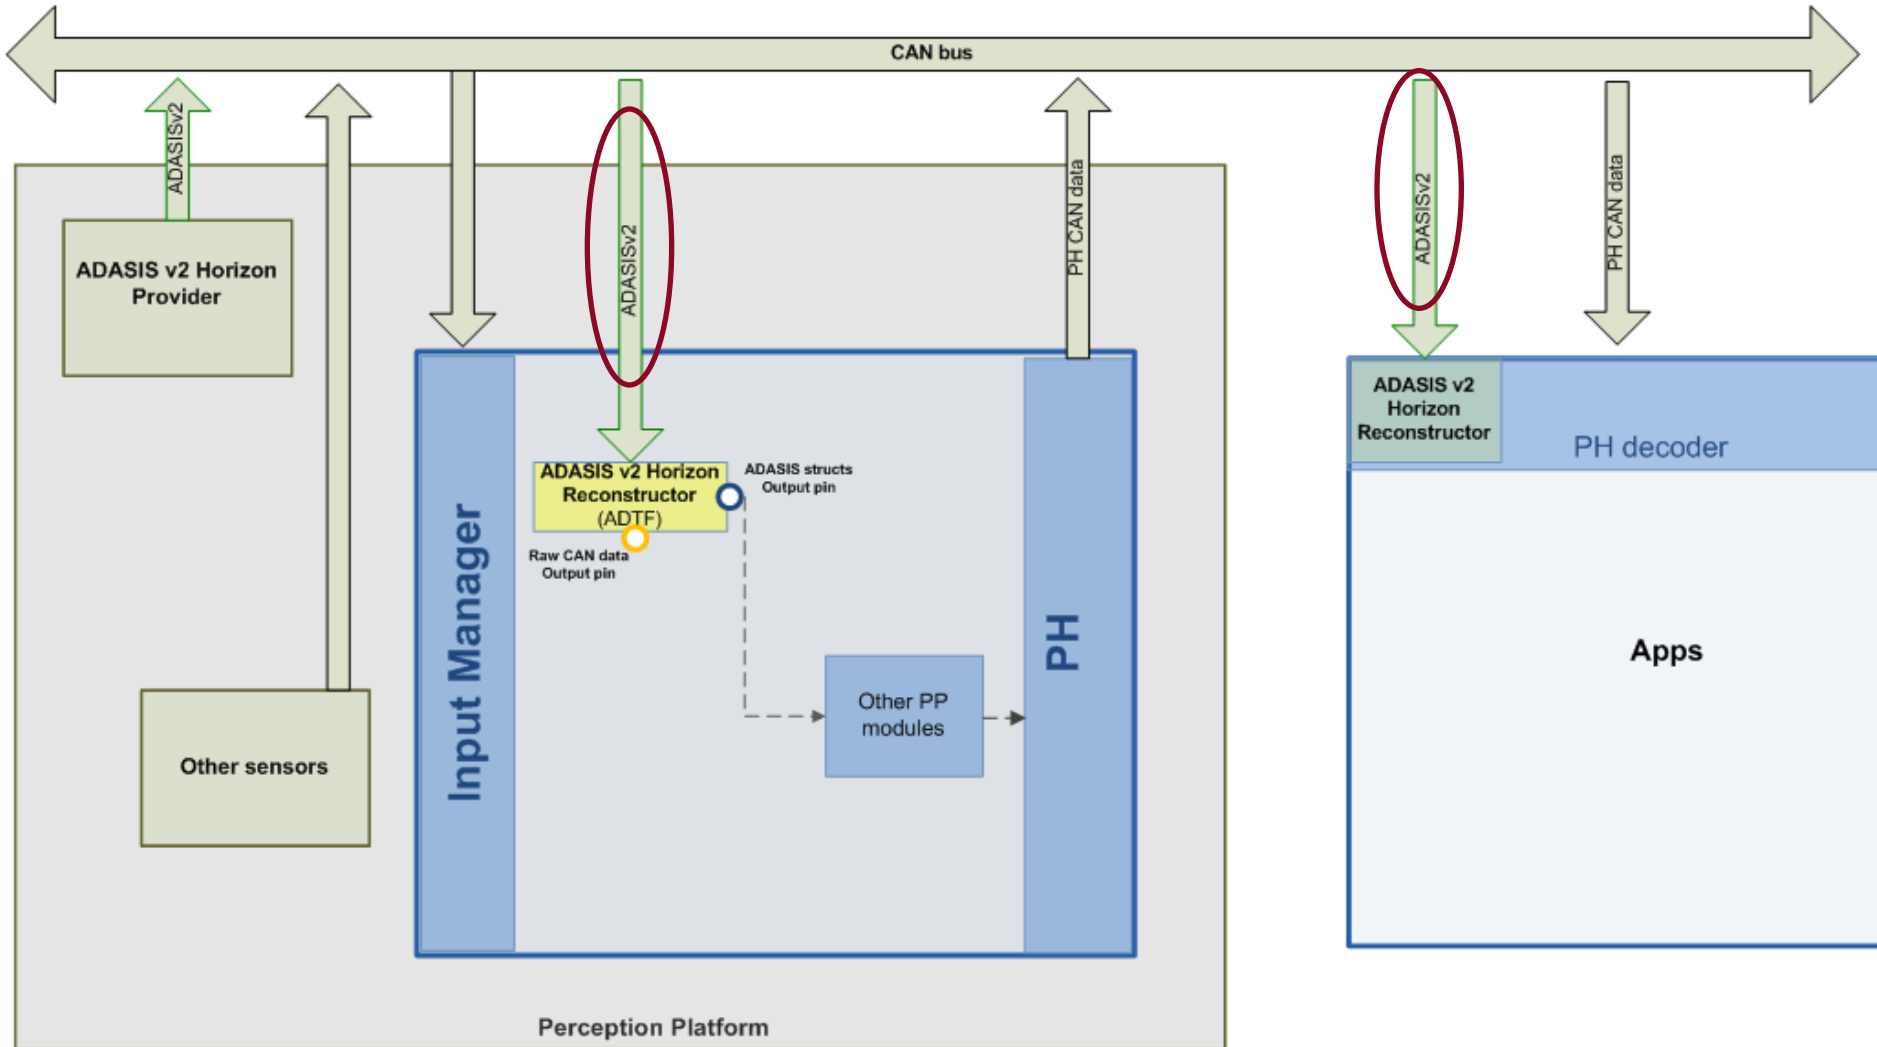 CAN bus
ADASISv2
ADASISv2
PH CAN data
ADASISv2
PH CAN data
ADASIS v2 Horizon
Provider
Other sensors
Input Manager
ADASIS v2 Horizon
Reconstructor
(ADTF)
ADASIS structs
Output pin
Raw CAN data
Output pin
Other PP
modules
PH
Perception Platform
ADASIS v2
Horizon
Reconstructor
PH decoder
Apps